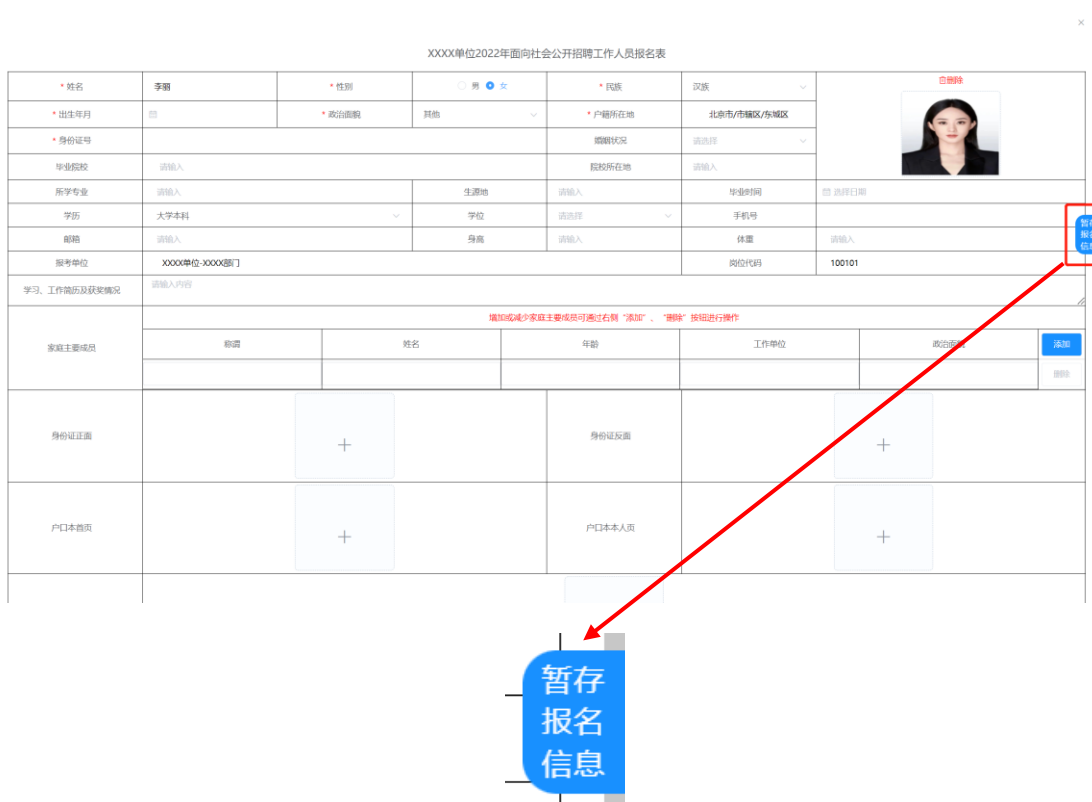 XXXX单位2022年面向社会公开招聘工作人员报名表
* 姓名 李丽 * 性别 男 女 * 民族 汉族 删除
* 出生年月 * 政治面貌 其他 * 户籍所在地 北京市/市辖区/东城区
* 身份证号 婚姻状况 请选择
毕业院校 请输入 院校所在地 请输入
所学专业 请输入 生源地 请输入 毕业时间 选择日期
学历 大学本科 学位 请选择 手机号
邮箱 请输入 身高 请输入 体重 请输入
报考单位 XXXX单位-XXXX部门 岗位代码 100101
学习、工作简历及获奖情况 请输入内容
增加或减少家庭主要成员可通过右侧“添加”、“删除”按钮进行操作
家庭主要成员 称谓 姓名 年龄 工作单位 政治面貌 添加
删除
身份证正面 身份证反面
户口本首页 户口本本人页
暂存
报名
信息
暂存
报名
信息